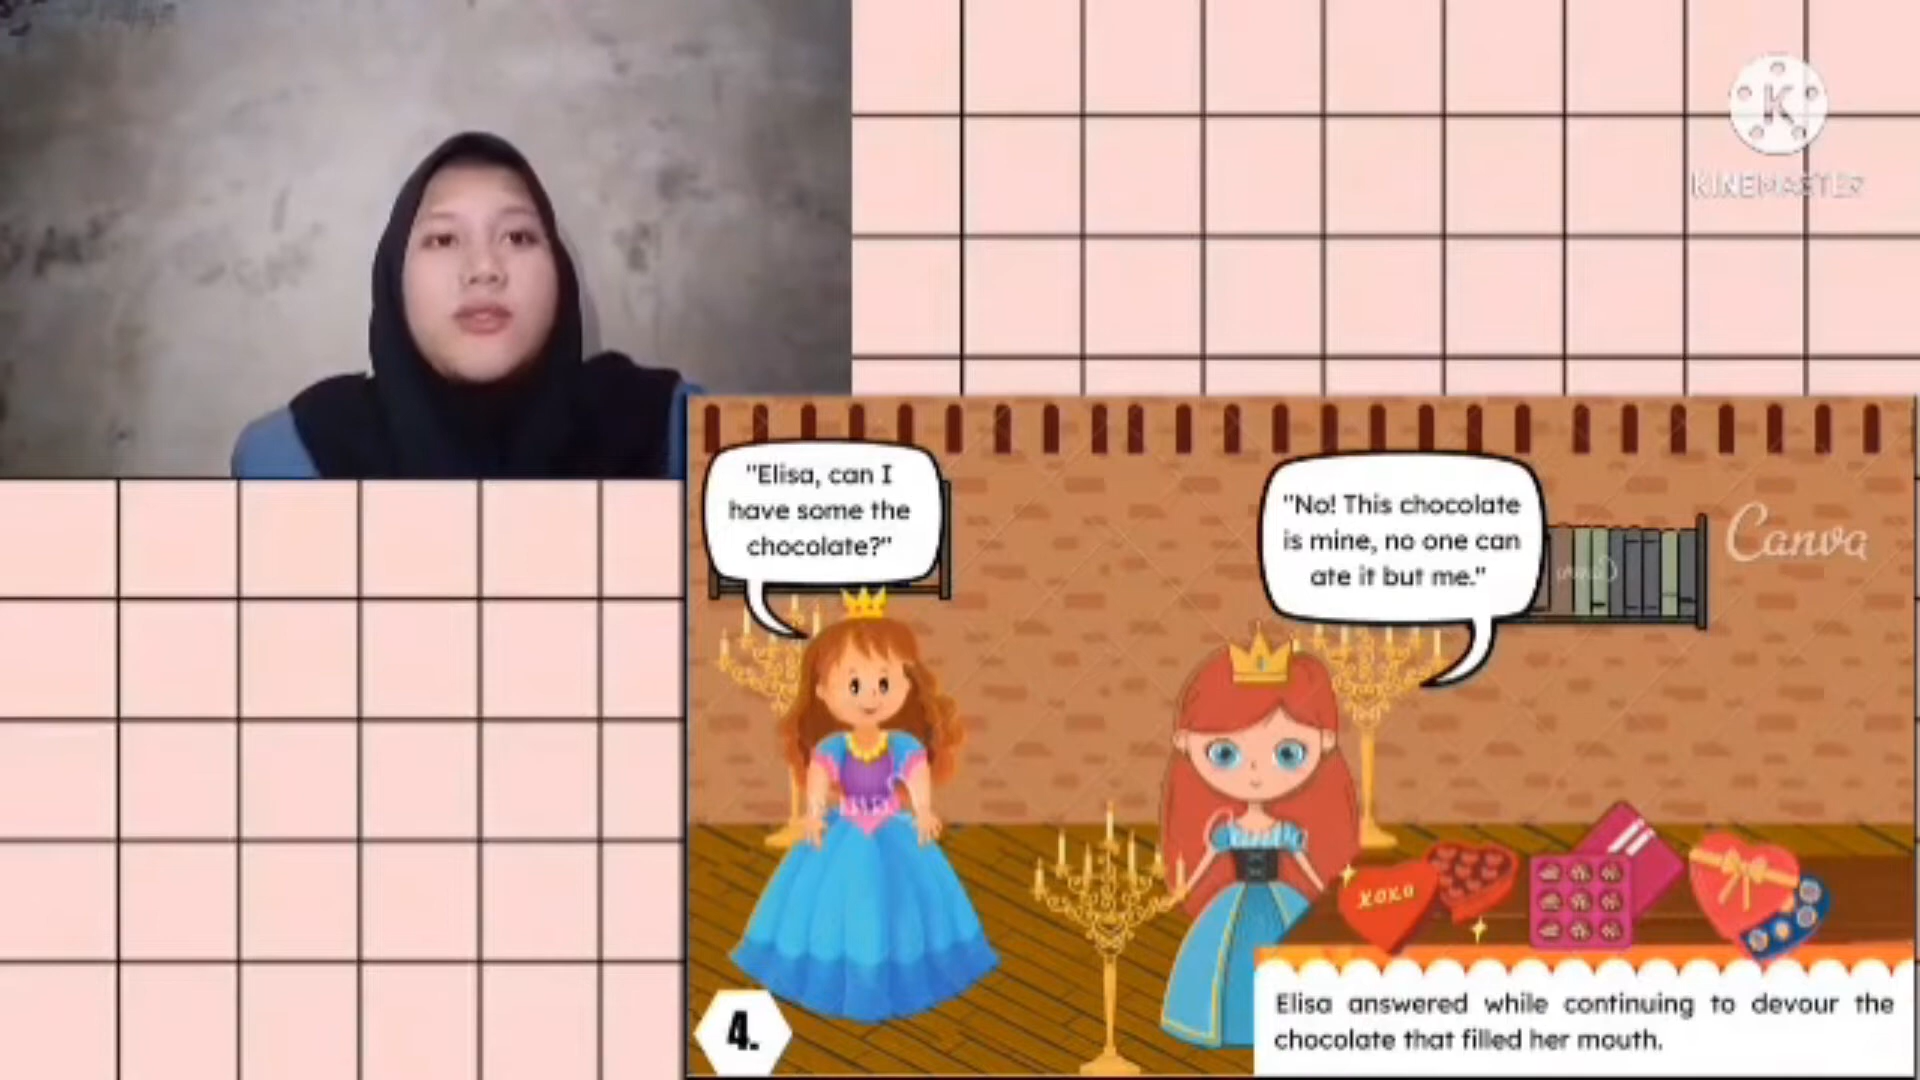 KINEMASTER
"Elisa, can I
have some the
chocolate?"
"No! This chocolate
is mine, no one can
ate it but me."
Canva
XOXO
4.
Elisa answered while continuing to devour the
chocolate that filled her mouth.